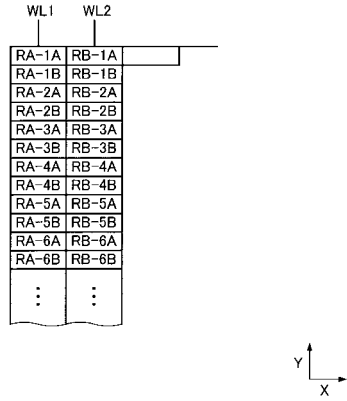 WL1 WL2
RA-1A RB-1A
RA-1B RB-1B
RA-2A RB-2A
RA-2B RB-2B
RA-3A RB-3A
RA-3B RB-3B
RA-4A RB-4A
RA-4B RB-4B
RA-5A RB-5A
RA-5B RB-5B
RA-6A RB-6A
RA-6B RB-6B
⋮ ⋮
Y
X